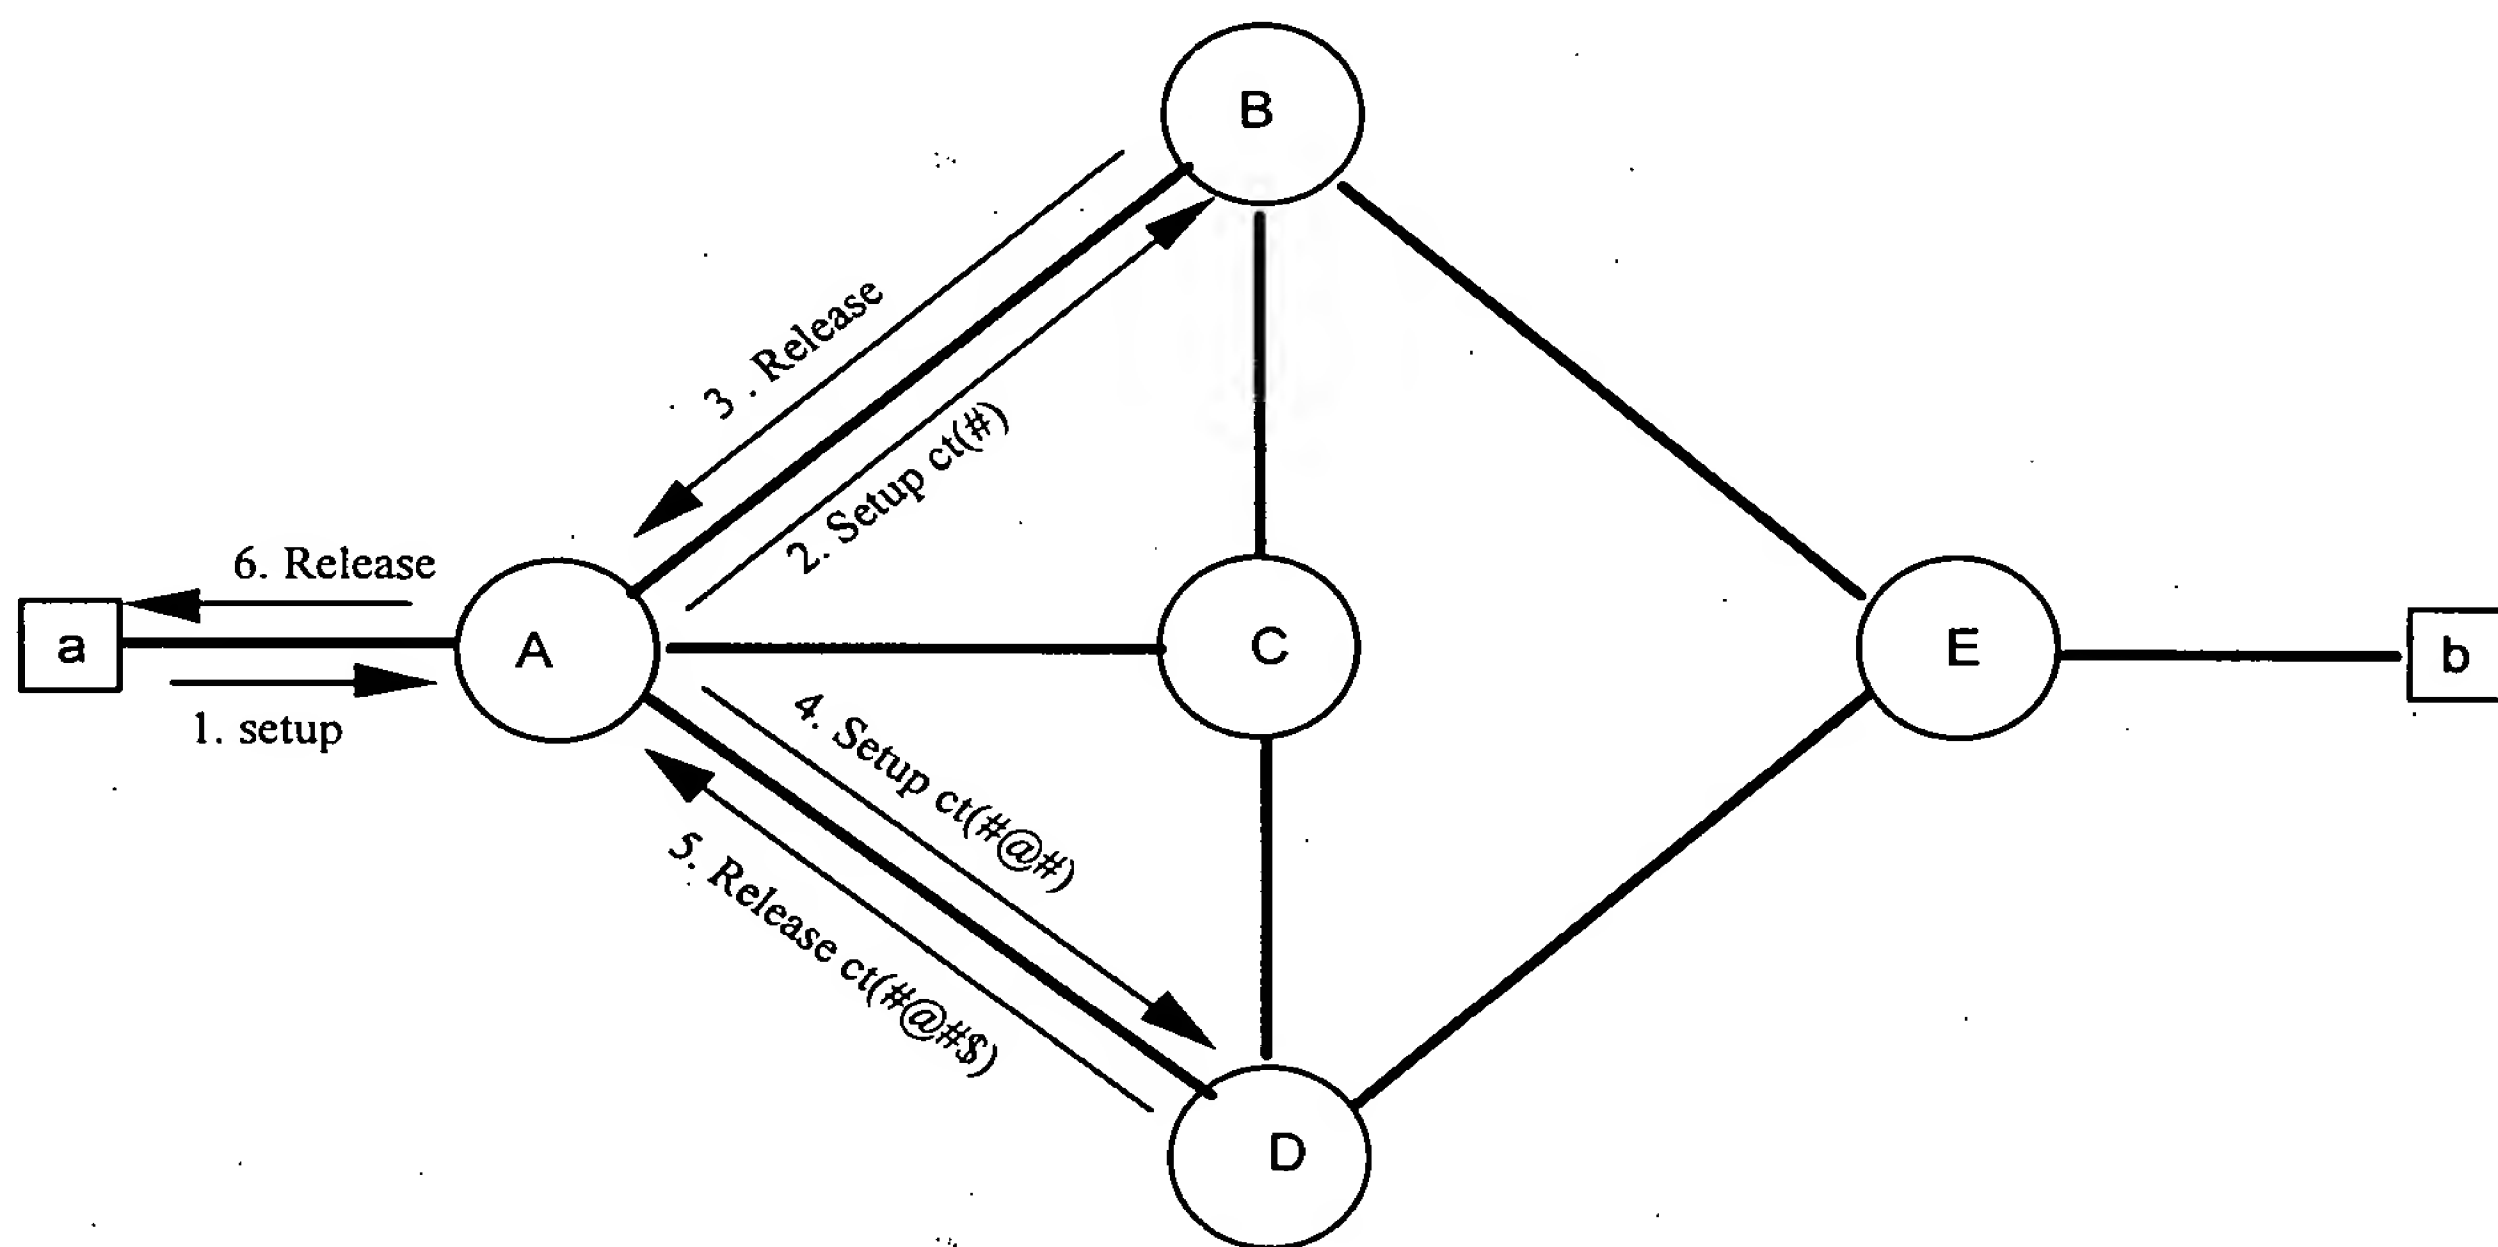 B
3 . Release
2. Setup ct(#)
6. Release
a
A
C
E
b
1. setup
4. Setup ct(#@#)
5. Release ct(#@#$)
D